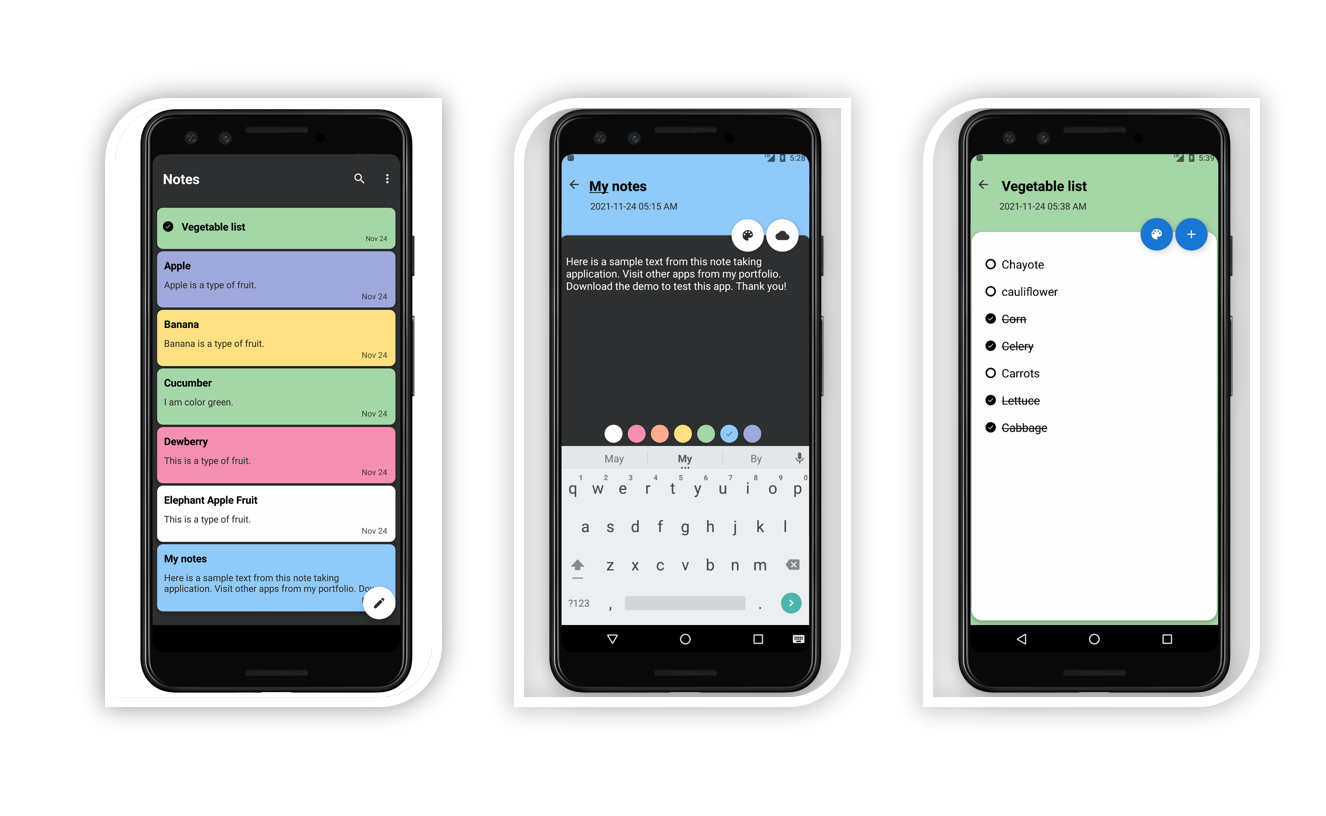 Notes
Vegetable list
Nov 24
Apple
Apple is a type of fruit.
Nov 24
Banana
Banana is a type of fruit.
Nov 24
Cucumber
I am color green.
Nov 24
Dewberry
This is a type of fruit.
Nov 24
Elephant Apple Fruit
This is a type of fruit.
Nov 24
My notes
Here is a sample text from this note taking
application. Visit other apps from my portfolio.
5:28
My notes
2021-11-24 05:15 AM
Here is a sample text from this note taking
application. Visit other apps from my portfolio.
Download the demo to test this app. Thank you!
May My By
1 2 3 4 5 6 7 8 9 0
q w e r t y u i o p
a s d f g h j k l
z x c v b n m
?123 , .
5:39
Vegetable list
2021-11-24 05:38 AM
Chayote
cauliflower
Corn
Celery
Carrots
Lettuce
Cabbage